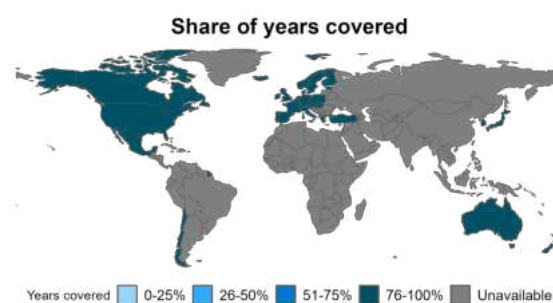 Share of years covered
Years covered 0-25% 26-50% 51-75% 76-100% Unavailable